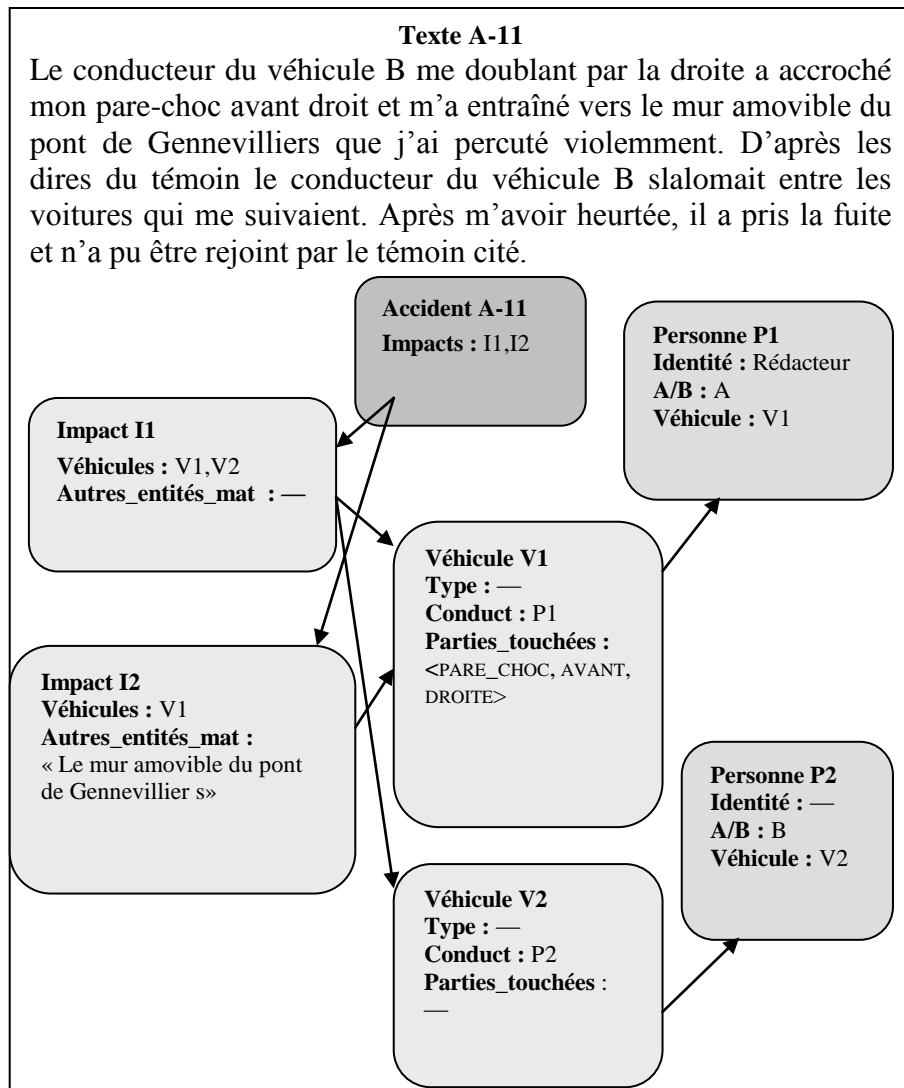 Texte A-11
Le conducteur du véhicule B me doublant par la droite a accroché
mon pare-choc avant droit et m’a entraîné vers le mur amovible du
pont de Gennevilliers que j’ai percuté violemment. D’après les
dires du témoin le conducteur du véhicule B slalomait entre les
voitures qui me suivaient. Après m’avoir heurtée, il a pris la fuite
et n’a pu être rejoint par le témoin cité.
Accident A-11
Impacts : I1,I2
Personne P1
Identité : Rédacteur
A/B : A
Véhicule : V1
Impact I1
Véhicules : V1,V2
Autres_entités_mat : —
Véhicule V1
Type : —
Conduct : P1
Parties_touchées :
<PARE_CHOC, AVANT,
DROITE>
Impact I2
Véhicules : V1
Autres_entités_mat :
« Le mur amovible du pont
de Gennevillier s»
Personne P2
Identité : —
A/B : B
Véhicule : V2
Véhicule V2
Type : —
Conduct : P2
Parties_touchées :
—